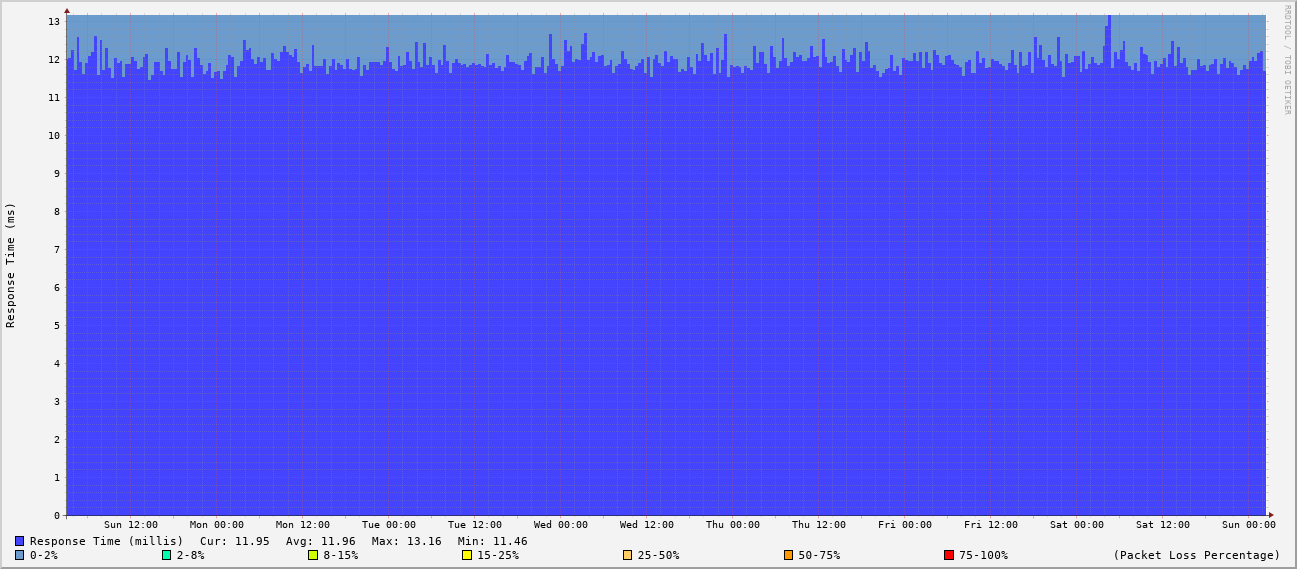 RRDTOOL / TOBI OETIKER
Response Time (ms)
13
12
11
10
9
8
7
6
5
4
3
2
1
0
Sun 12:00 Mon 00:00 Mon 12:00 Tue 00:00 Tue 12:00 Wed 00:00 Wed 12:00 Thu 00:00 Thu 12:00 Fri 00:00 Fri 12:00 Sat 00:00 Sat 12:00 Sun 00:00
Response Time (millis) Cur: 11.95 Avg: 11.96 Max: 13.16 Min: 11.46
0-2% 2-8% 8-15% 15-25% 25-50% 50-75% 75-100% (Packet Loss Percentage)